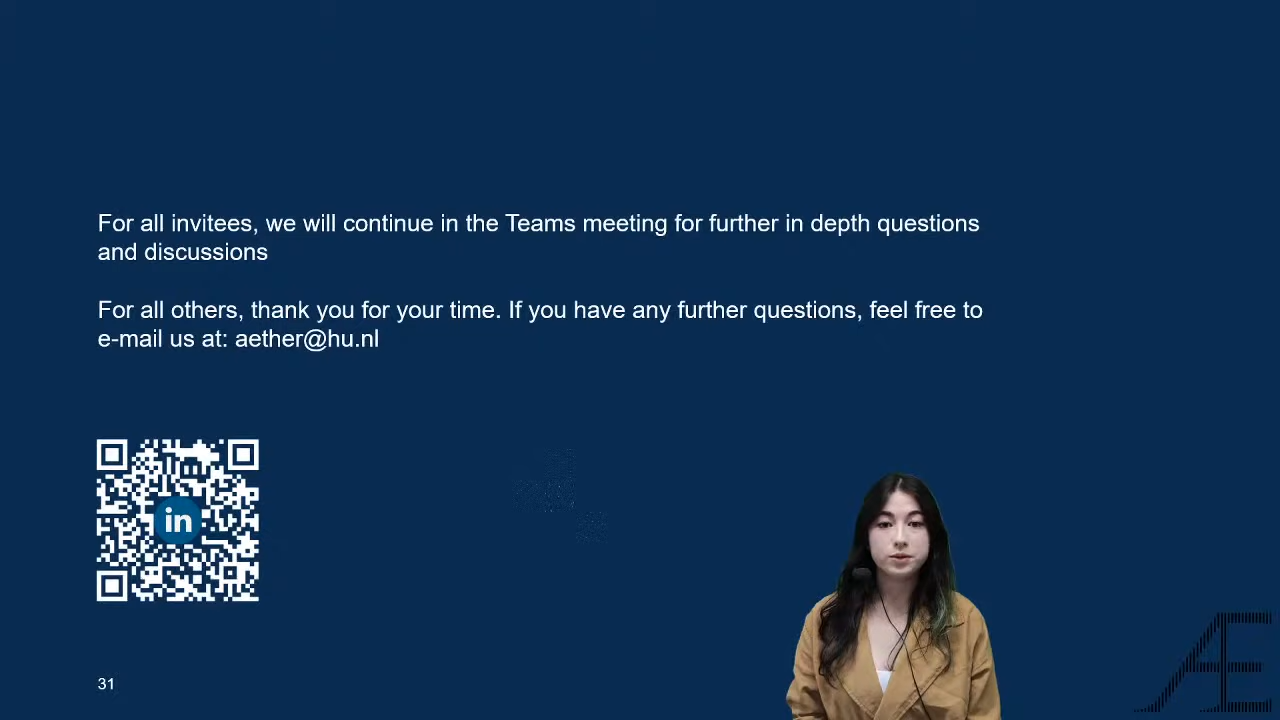 For all invitees, we will continue in the Teams meeting for further in depth questions
and discussions
For all others, thank you for your time. If you have any further questions, feel free to
e-mail us at: aether@hu.nl
in
31
Æ